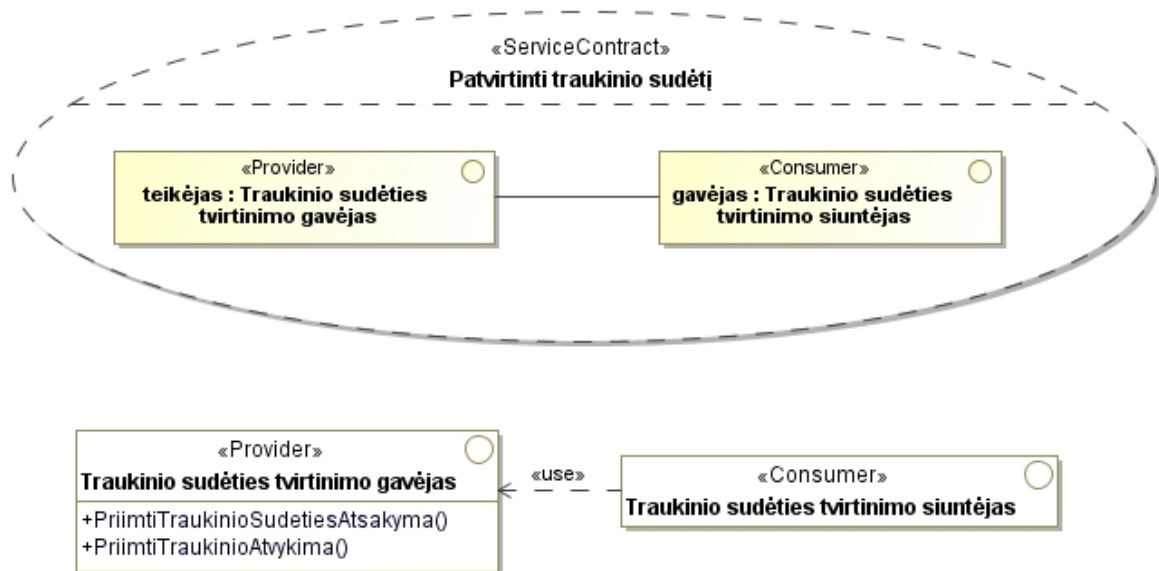 «ServiceContract»
Patvirtinti traukinio sudėtį
«Provider»
teikėjas : Traukinio sudėties
tvirtinimo gavėjas
«Consumer»
gavėjas : Traukinio sudėties
tvirtinimo siuntėjas
«Provider»
Traukinio sudėties tvirtinimo gavėjas
+PriimtiTraukinioSudetiesAtsakyma()
+PriimtiTraukinioAtvykima()
«use»
«Consumer»
Traukinio sudėties tvirtinimo siuntėjas